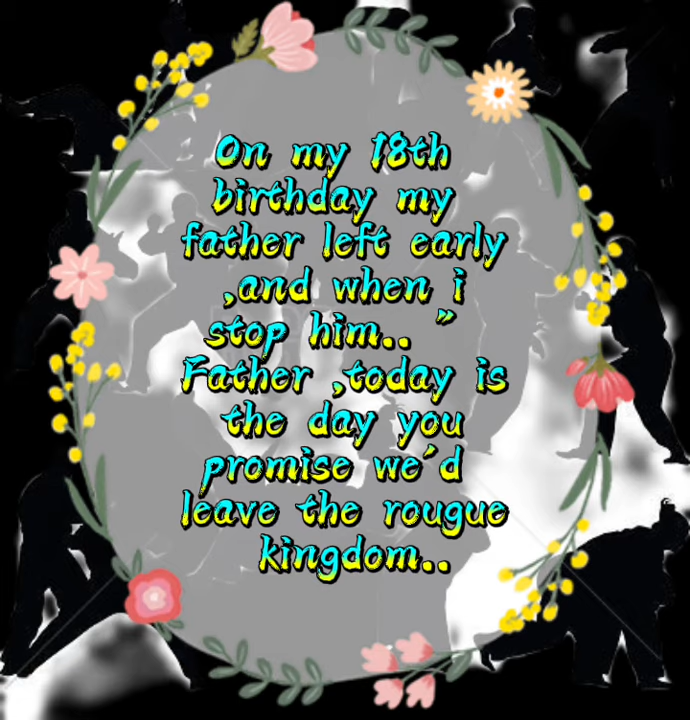 On my 18th
birthday my
father left early
,and when i
stop him.. "
Father ,today is
the day you
promise we'd
leave the rougue
kingdom..